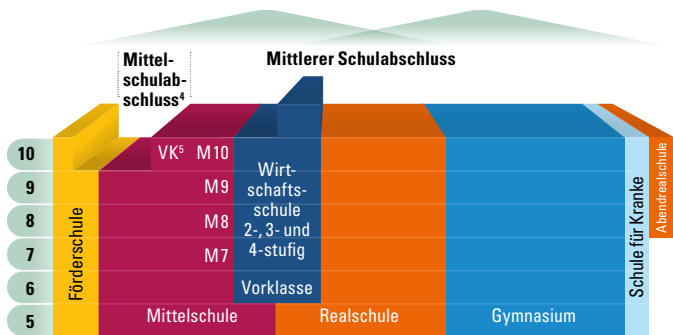 Mittel-
schulab-
schluss⁴
Mittlerer Schulabschluss
10
VK⁵ M10
9
M9
8
M8
7
M7
6
5
Förderschule
Wirt-
schafts-
schule
2-, 3- und
4-stufig
Vorklasse
Mittelschule
Realschule
Gymnasium
Schule für Kranke
Abendrealschule